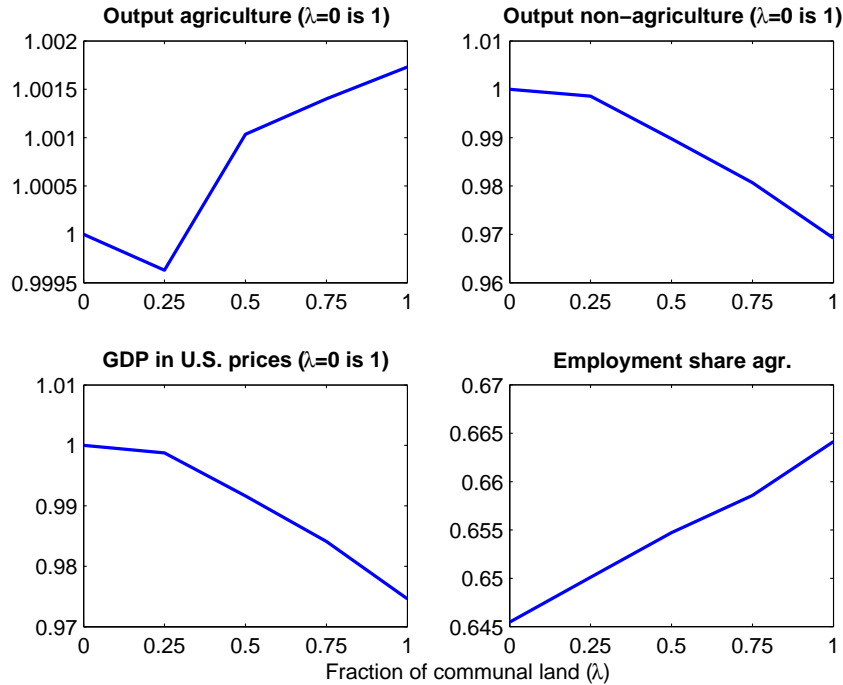 Output agriculture (λ=0 is 1)
1.002
1.0015
1.001
1.0005
1
0.9995
0 0.25 0.5 0.75 1
Output non−agriculture (λ=0 is 1)
1.01
1
0.99
0.98
0.97
0.96
0 0.25 0.5 0.75 1
GDP in U.S. prices (λ=0 is 1)
1.01
1
0.99
0.98
0.97
0 0.25 0.5 0.75 1
Employment share agr.
0.67
0.665
0.66
0.655
0.65
0.645
0 0.25 0.5 0.75 1
Fraction of communal land (λ)